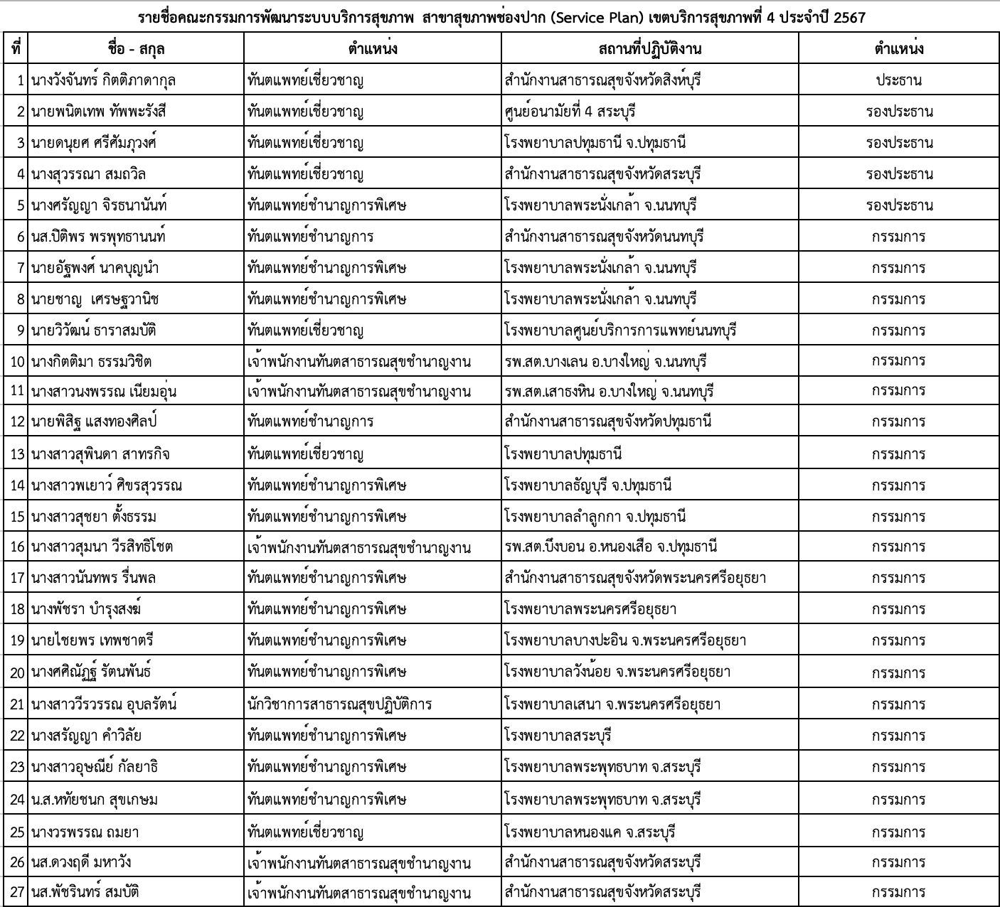 รายชื่อคณะกรรมการพัฒนาระบบบริการสุขภาพ สาขาสุขภาพช่องปาก (Service Plan) เขตบริการสุขภาพที่ 4 ประจำปี 2567
ที่ ชื่อ - สกุล ตำแหน่ง สถานที่ปฏิบัติงาน ตำแหน่ง
1 นางวังจันทร์ กิตติภาดากุล ทันตแพทย์เชี่ยวชาญ สำนักงานสาธารณสุขจังหวัดสิงห์บุรี ประธาน
2 นายพนิตเทพ ทัพพะรังสี ทันตแพทย์เชี่ยวชาญ ศูนย์อนามัยที่ 4 สระบุรี รองประธาน
3 นายดนุยศ ศรีศัมภุวงศ์ ทันตแพทย์เชี่ยวชาญ โรงพยาบาลปทุมธานี จ.ปทุมธานี รองประธาน
4 นางสุวรรณา สมถวิล ทันตแพทย์เชี่ยวชาญ สำนักงานสาธารณสุขจังหวัดสระบุรี รองประธาน
5 นางศรัญญา จิรธนานันท์ ทันตแพทย์ชำนาญการพิเศษ โรงพยาบาลพระนั่งเกล้า จ.นนทบุรี รองประธาน
6 นส.ปิติพร พรพุทธานนท์ ทันตแพทย์ชำนาญการ สำนักงานสาธารณสุขจังหวัดนนทบุรี กรรมการ
7 นายอัฐพงศ์ นาคบุญนำ ทันตแพทย์ชำนาญการพิเศษ โรงพยาบาลพระนั่งเกล้า จ.นนทบุรี กรรมการ
8 นายชาญ เศรษฐวานิช ทันตแพทย์ชำนาญการพิเศษ โรงพยาบาลพระนั่งเกล้า จ.นนทบุรี กรรมการ
9 นายวิวัฒน์ ธาราสมบัติ ทันตแพทย์เชี่ยวชาญ โรงพยาบาลศูนย์บริการการแพทย์นนทบุรี กรรมการ
10 นางกิตติมา ธรรมวิชิต เจ้าพนักงานทันตสาธารณสุขชำนาญงาน รพ.สต.บางเลน อ.บางใหญ่ จ.นนทบุรี กรรมการ
11 นางสาวนงพรรณ เนียมอุ่น เจ้าพนักงานทันตสาธารณสุขชำนาญงาน รพ.สต.เสาธงหิน อ.บางใหญ่ จ.นนทบุรี กรรมการ
12 นายพิสิฐ แสงทองศิลป์ ทันตแพทย์ชำนาญการ สำนักงานสาธารณสุขจังหวัดปทุมธานี กรรมการ
13 นางสาวสุพินดา สาทรกิจ ทันตแพทย์เชี่ยวชาญ โรงพยาบาลปทุมธานี กรรมการ
14 นางสาวพเยาว์ ศิขรสุวรรณ ทันตแพทย์ชำนาญการพิเศษ โรงพยาบาลธัญบุรี จ.ปทุมธานี กรรมการ
15 นางสาวสุชยา ตั้งธรรม ทันตแพทย์ชำนาญการพิเศษ โรงพยาบาลลำลูกกา จ.ปทุมธานี กรรมการ
16 นางสาวสุมนา วีรสิทธิโชต เจ้าพนักงานทันตสาธารณสุขชำนาญงาน รพ.สต.บึงบอน อ.หนองเสือ จ.ปทุมธานี กรรมการ
17 นางสาวนันทพร รื่นพล ทันตแพทย์ชำนาญการพิเศษ สำนักงานสาธารณสุขจังหวัดพระนครศรีอยุธยา กรรมการ
18 นางพัชรา บำรุงสงฆ์ ทันตแพทย์ชำนาญการพิเศษ โรงพยาบาลพระนครศรีอยุธยา กรรมการ
19 นายไชยพร เทพชาตรี ทันตแพทย์ชำนาญการพิเศษ โรงพยาบาลบางปะอิน จ.พระนครศรีอยุธยา กรรมการ
20 นางศศิณัฏฐ์ รัตนพันธ์ ทันตแพทย์ชำนาญการพิเศษ โรงพยาบาลวังน้อย จ.พระนครศรีอยุธยา กรรมการ
21 นางสาววีรวรรณ อุบลรัตน์ นักวิชาการสาธารณสุขปฏิบัติการ โรงพยาบาลเสนา จ.พระนครศรีอยุธยา กรรมการ
22 นางสรัญญา คำวิลัย ทันตแพทย์ชำนาญการพิเศษ โรงพยาบาลสระบุรี กรรมการ
23 นางสาวอุษณีย์ กัลยาธิ ทันตแพทย์ชำนาญการพิเศษ โรงพยาบาลพระพุทธบาท จ.สระบุรี กรรมการ
24 น.ส.หทัยชนก สุขเกษม ทันตแพทย์ชำนาญการพิเศษ โรงพยาบาลพระพุทธบาท จ.สระบุรี กรรมการ
25 นางวรพรรณ ถมยา ทันตแพทย์เชี่ยวชาญ โรงพยาบาลหนองแค จ.สระบุรี กรรมการ
26 นส.ดวงฤดี มหาวัง เจ้าพนักงานทันตสาธารณสุขชำนาญงาน สำนักงานสาธารณสุขจังหวัดสระบุรี กรรมการ
27 นส.พัชรินทร์ สมบัติ เจ้าพนักงานทันตสาธารณสุขชำนาญงาน สำนักงานสาธารณสุขจังหวัดสระบุรี กรรมการ